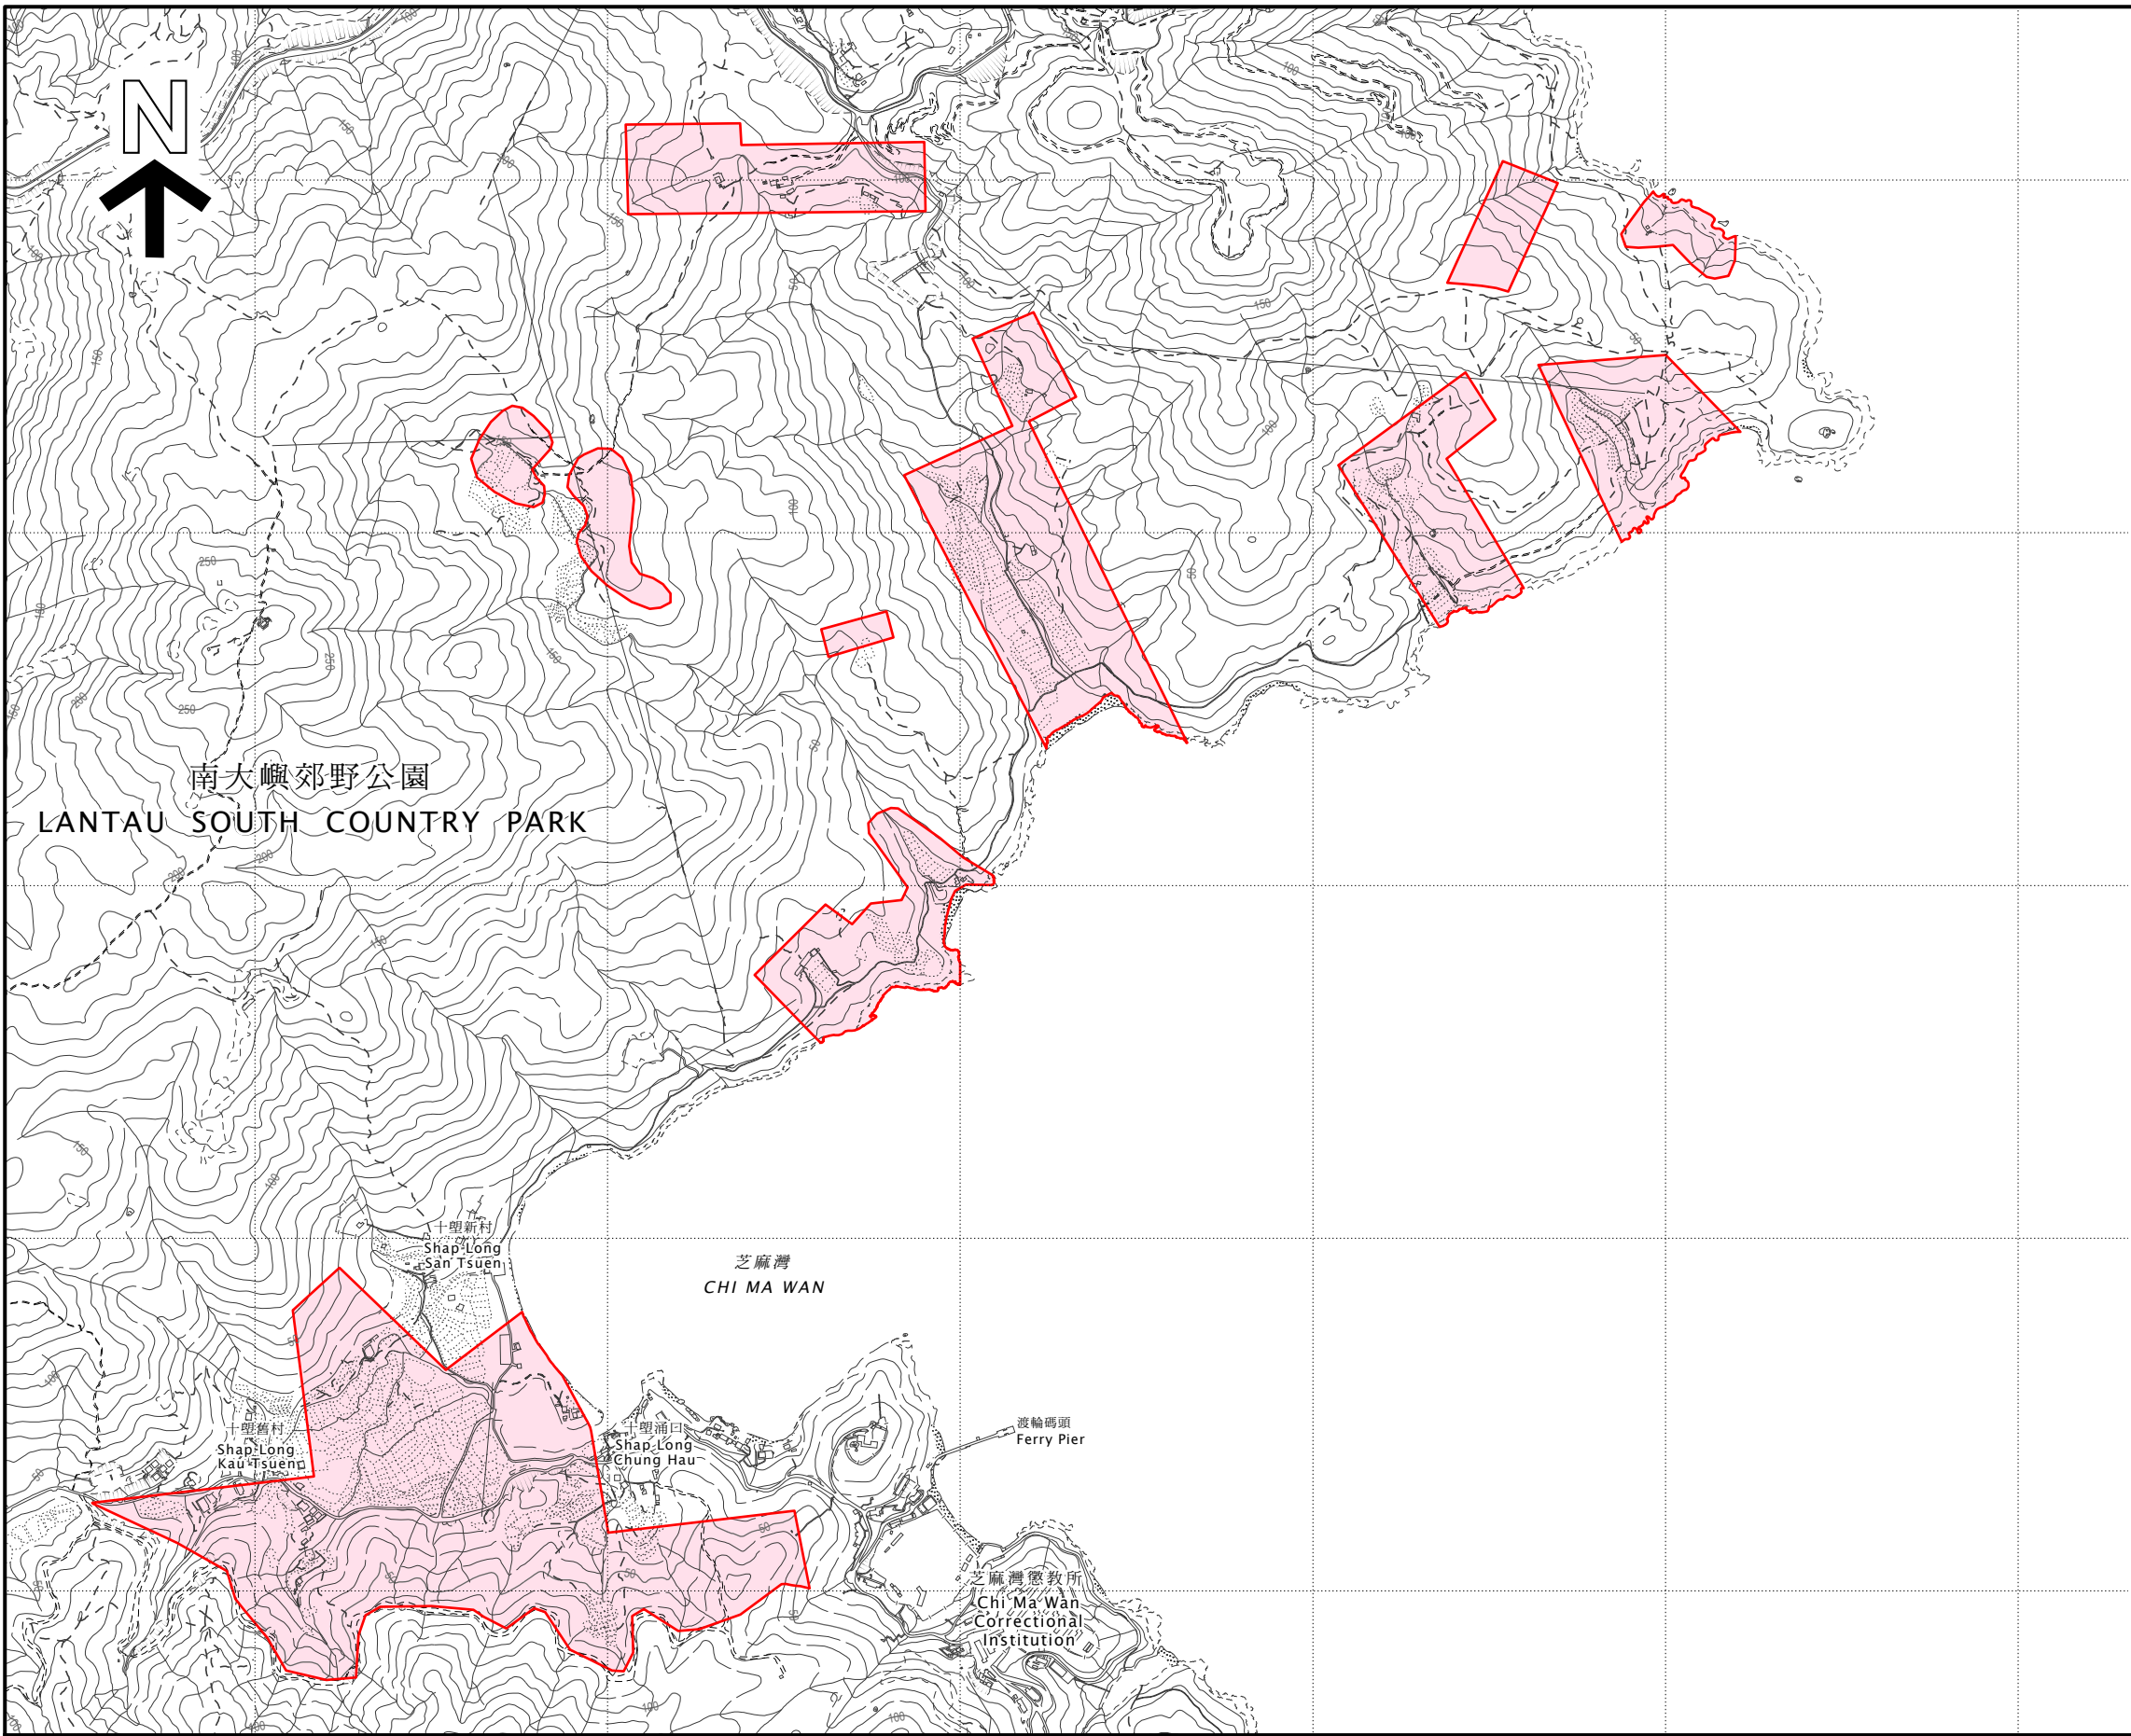 N
南大嶼郊野公園
LANTAU SOUTH COUNTRY PARK
十塱新村
Shap Long
San Tsuen
芝麻灣
CHI MA WAN
十塱舊村
Shap Long
Kau Tsuen
十塱涌口
Shap Long
Chung Hau
渡輪碼頭
Ferry Pier
芝麻灣懲教所
Chi Ma Wan
Correctional
Institution